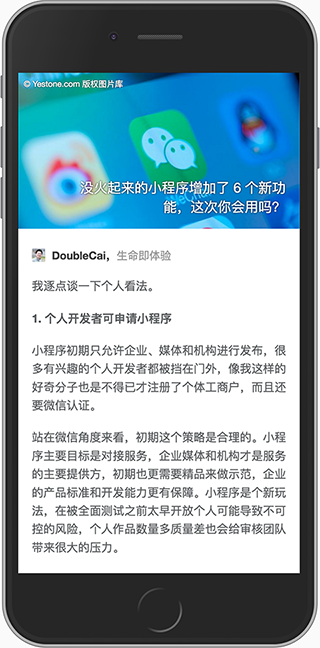 © Yestone.com 版权图片库
没火起来的小程序增加了 6 个新功
能，这次你会用吗？
DoubleCai，生命即体验
我逐点谈一下个人看法。
1. 个人开发者可申请小程序
小程序初期只允许企业、媒体和机构进行发布，很
多有兴趣的个人开发者都被挡在门外，像我这样的
好奇分子也是不得已才注册了个体工商户，而且还
要微信认证。
站在微信角度来看，初期这个策略是合理的。小程
序主要目标是对接服务，企业媒体和机构才是服务
的主要提供方，初期也更需要精品来做示范，企业
的产品标准和开发能力更有保障。小程序是个新玩
法，在被全面测试之前太早开放个人可能导致不可
控的风险，个人作品数量多质量差也会给审核团队
带来很大的压力。